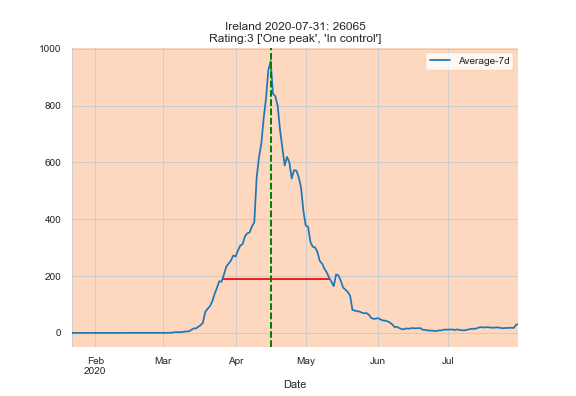 Ireland 2020-07-31: 26065
Rating:3 ['One peak', 'In control']
Average-7d
1000
800
600
400
200
0
Feb
2020
Mar
Apr
May
Jun
Jul
Date